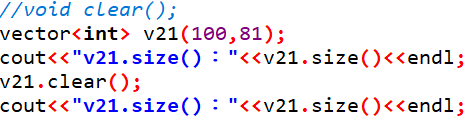 //void clear();
vector<int> v21(100,81);
cout<<"v21.size()："<<v21.size()<<endl;
v21.clear();
cout<<"v21.size()："<<v21.size()<<endl;